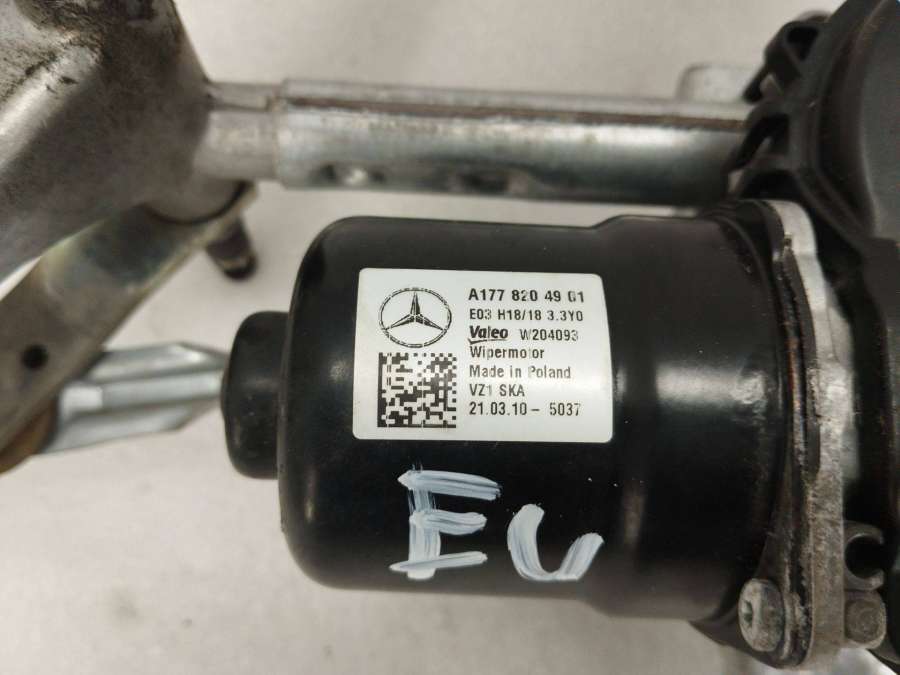 A177 820 49 01
E03 H18/18 3.3Y0
Valeo W204093
Wipermotor
Made in Poland
VZ1 SKA
21.03.10- 5037
EU